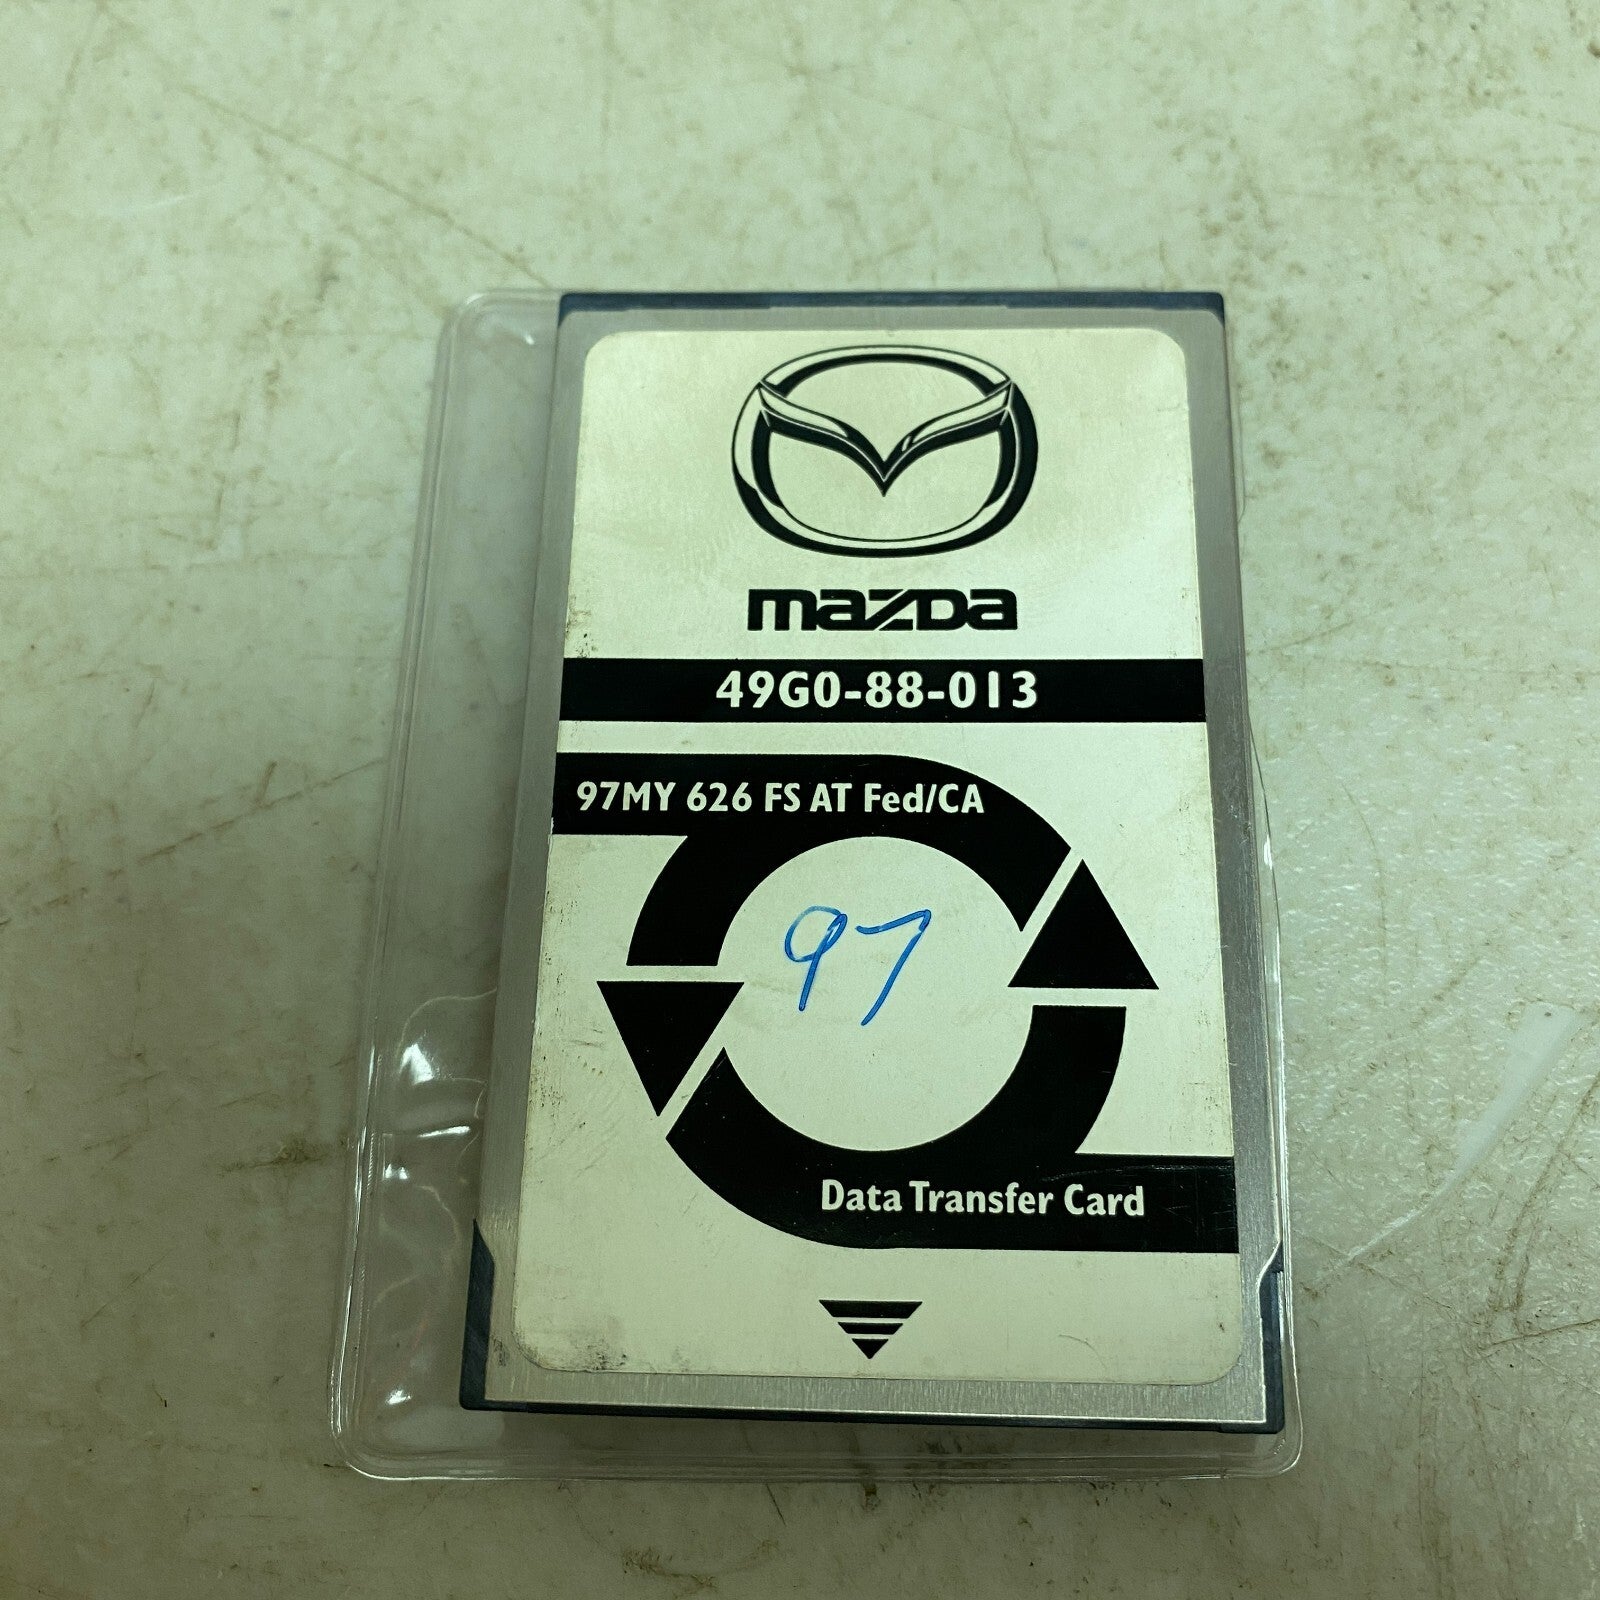 mazda
49G0-88-013
97MY 626 FS AT Fed/CA
97
Data Transfer Card